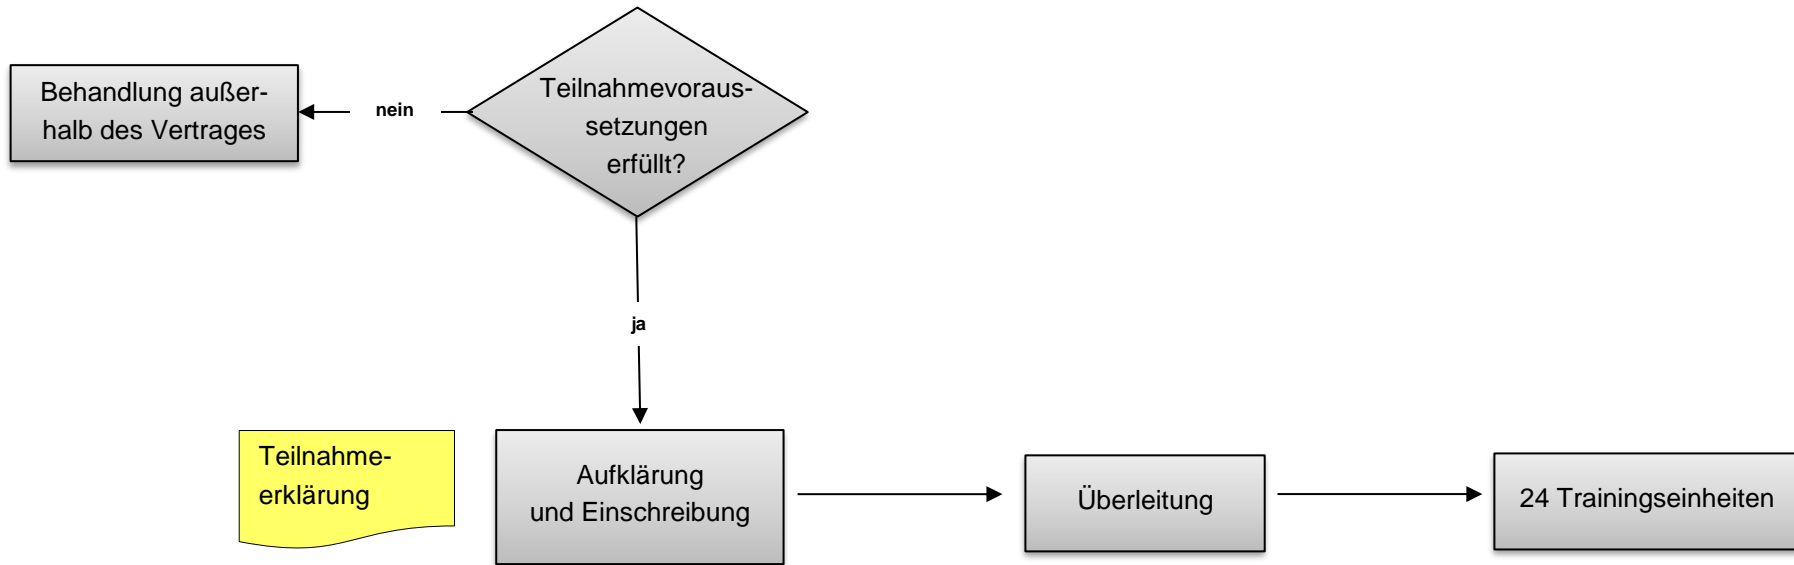 Teilnahmevoraus-
setzungen
erfüllt?
Behandlung außer-
halb des Vertrages
nein
ja
Teilnahme-
erklärung
Aufklärung
und Einschreibung
Überleitung
24 Trainingseinheiten